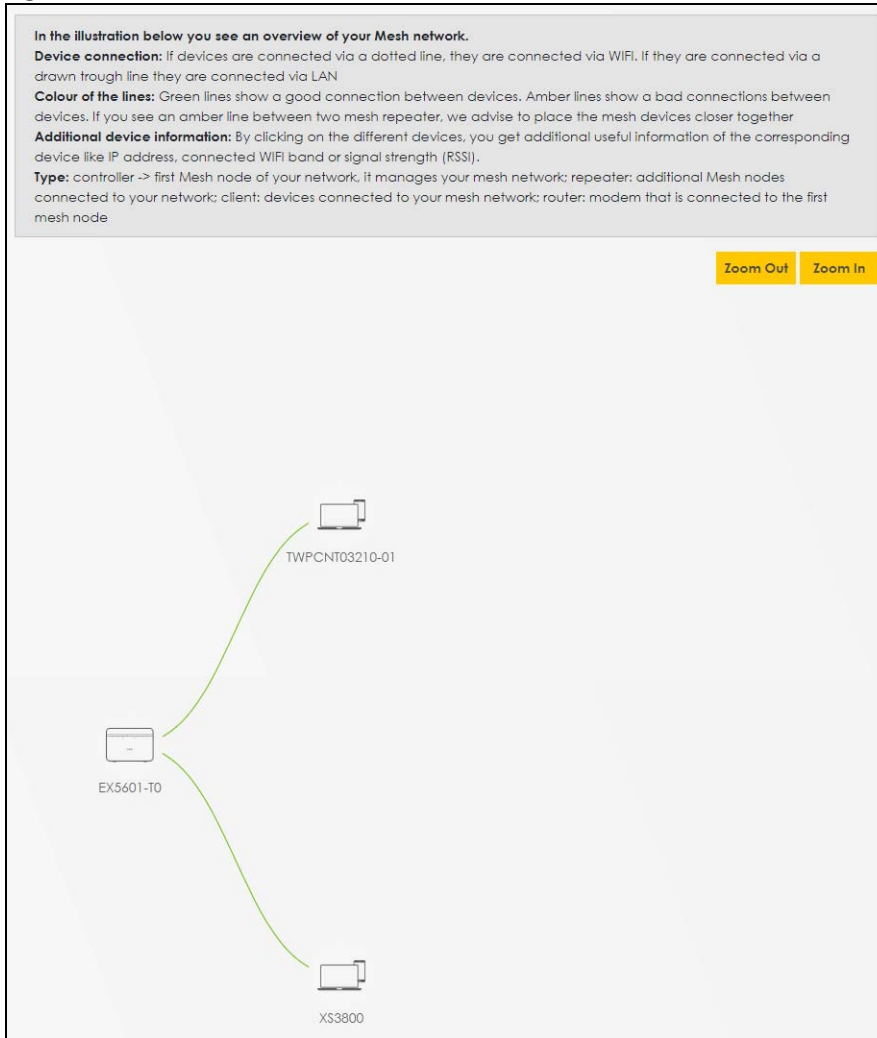 In the illustration below you see an overview of your Mesh network.
Device connection: If devices are connected via a dotted line, they are connected via WIFI. If they are connected via a
drawn trough line they are connected via LAN
Colour of the lines: Green lines show a good connection between devices. Amber lines show a bad connections between
devices. If you see an amber line between two mesh repeater, we advise to place the mesh devices closer together
Additional device information: By clicking on the different devices, you get additional useful information of the corresponding
device like IP address, connected WIFI band or signal strength (RSSI).
Type: controller -> first Mesh node of your network, it manages your mesh network; repeater: additional Mesh nodes
connected to your network; client: devices connected to your mesh network; router: modem that is connected to the first
mesh node
Zoom Out Zoom In
TWPCNT03210-01
EX5601-T0
XS3800